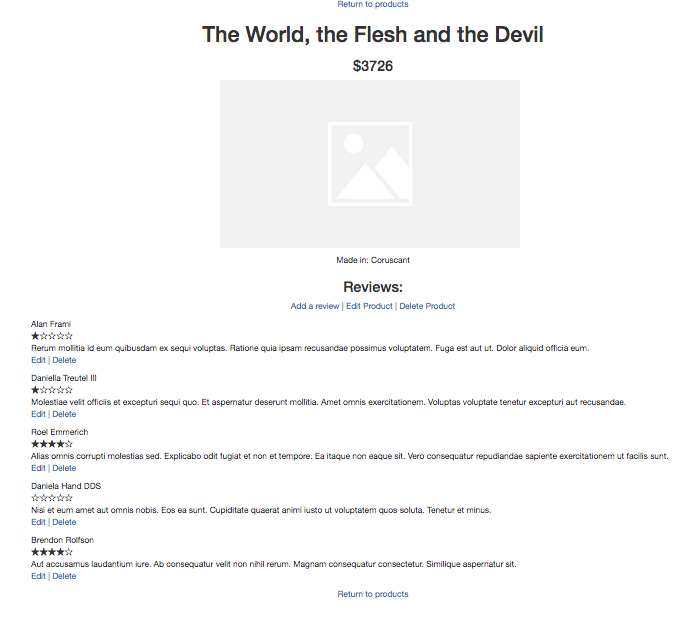 Return to products
The World, the Flesh and the Devil
$3726
Made in: Coruscant
Reviews:
Add a review | Edit Product | Delete Product
Alan Frami
★☆☆☆☆
Rerum mollitia id eum quibusdam ex sequi voluptas. Ratione quia ipsam recusandae possimus voluptatem. Fuga est aut ut. Dolor aliquid officia eum.
Edit | Delete
Daniella Treutel III
★☆☆☆☆
Molestiae velit officiis et excepturi sequi quo. Et aspernatur deserunt mollitia. Amet omnis exercitationem. Voluptas voluptate tenetur excepturi aut recusandae.
Edit | Delete
Roel Emmerich
★★★★☆
Alias omnis corrupti molestias sed. Explicabo odit fugiat et non et tempore. Ea itaque non eaque sit. Vero consequatur repudiandae sapiente exercitationem ut facilis sunt.
Edit | Delete
Daniela Hand DDS
☆☆☆☆☆
Nisi et eum amet aut omnis nobis. Eos ea sunt. Cupiditate quaerat animi iusto ut voluptatem quos soluta. Tenetur et minus.
Edit | Delete
Brendon Rolfson
★★★★☆
Aut accusamus laudantium iure. Ab consequatur velit non nihil rerum. Magnam consequatur consectetur. Similique aspernatur sit.
Edit | Delete
Return to products